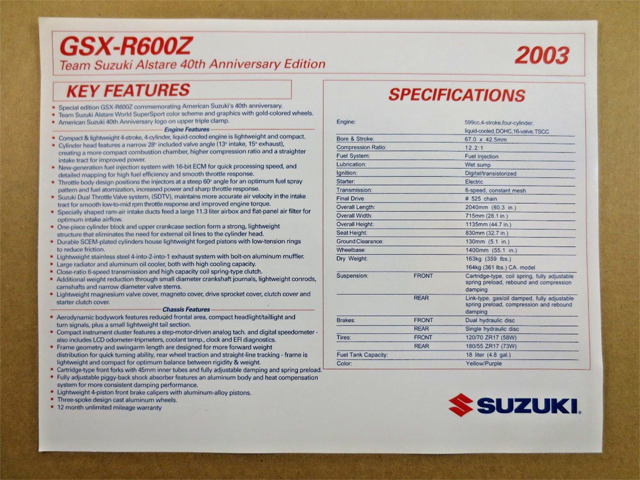 GSX-R600Z
Team Suzuki Alstare 40th Anniversary Edition
2003
KEY FEATURES
• Special edition GSX-R600Z commemorating American Suzuki's 40th anniversary.
• Team Suzuki Alstare World SuperSport color scheme and graphics with gold-colored wheels.
• American Suzuki 40th Anniversary logo on upper triple clamp.
Engine Features
• Compact & lightweight 4-stroke, 4-cylinder, liquid-cooled engine is lightweight and compact.
• Cylinder head features a narrow 28° included valve angle (13° intake, 15° exhaust),
creating a more compact combustion chamber, higher compression ratio and a straighter
intake tract for improved power.
• New-generation fuel injection system with 16-bit ECM for quick processing speed, and
detailed mapping for high fuel efficiency and smooth throttle response.
• Throttle body design positions the injectors at a steep 60° angle for an optimum fuel spray
pattern and fuel atomization, increased power and sharp throttle response.
• Suzuki Dual Throttle Valve system, (SDTV), maintains more accurate air velocity in the intake
tract for smooth low-to-mid rpm throttle response and improved engine torque.
• Specially shaped ram-air intake ducts feed a large 11.3 liter airbox and flat-panel air filter for
optimum intake airflow.
• One-piece cylinder block and upper crankcase section form a strong, lightweight
structure that eliminates the need for external oil lines to the cylinder head.
• Durable SCEM-plated cylinders house lightweight forged pistons with low-tension rings
to reduce friction.
• Lightweight stainless steel 4-into-2-into-1 exhaust system with bolt-on aluminum muffler.
• Large radiator and aluminum oil cooler, both with high cooling capacity.
• Close-ratio 6-speed transmission and high capacity coil spring-type clutch.
• Additional weight reduction through small diameter crankshaft journals, lightweight conrods,
camshafts and narrow diameter valve stems.
• Lightweight magnesium valve cover, magneto cover, drive sprocket cover, clutch cover and
starter clutch cover.
Chassis Features
• Aerodynamic bodywork features reduaed frontal area, compact headlight/taillight and
turn signals, plus a small lightweight tail section.
• Compact instrument cluster features a step-motor-driven analog tach. and digital speedometer -
also includes LCD odometer-tripmeters, coolant temp., clock and EFI diagnostics.
• Frame geometry and swingarm length are designed for more forward weight
distribution for quick turning ability, rear wheel traction and straight-line tracking - frame is
lightweight and compact for optimum balance between rigidity & weight.
• Cartridge-type front forks with 45mm inner tubes and fully adjustable damping and spring preload.
• Fully adjustable piggy-back shock absorber features an aluminum body and heat compensation
system for more consistent damping performance.
• Lightweight 4-piston front brake calipers with aluminum-alloy pistons.
• Three-spoke design cast aluminum wheels.
• 12 month unlimited mileage warranty
SPECIFICATIONS
Engine: 599cc,4-stroke,four-cylinder,
liquid-cooled,DOHC,16-valve,TSCC
Bore & Stroke: 67.0 x 42.5mm
Compression Ratio: 12.2:1
Fuel System: Fuel Injection
Lubrication: Wet sump
Ignition: Digital/transistorized
Starter: Electric
Transmission: 6-speed, constant mesh
Final Drive # 525 chain
Overall Length: 2040mm (80.3 in.)
Overall Width: 715mm (28.1 in.)
Overall Height: 1135mm (44.7 in.)
Seat Height: 830mm (32.7 in.)
Ground Clearance: 130mm (5.1 in.)
Wheelbase: 1400mm (55.1 in.)
Dry Weight: 163kg (359 lbs.)
164kg (361 lbs.) CA. model
Suspension: FRONT Cartridge-type, coil spring, fully adjustable
spring preload, rebound and compression
damping
REAR Link-type, gas/oil damped, fully adjustable
spring preload, compression and rebound
damping
Brakes: FRONT Dual hydraulic disc
REAR Single hydraulic disc
Tires: FRONT 120/70 ZR17 (58W)
REAR 180/55 ZR17 (73W)
Fuel Tank Capacity: 18 liter (4.8 gal.)
Color: Yellow/Purple
SUZUKI